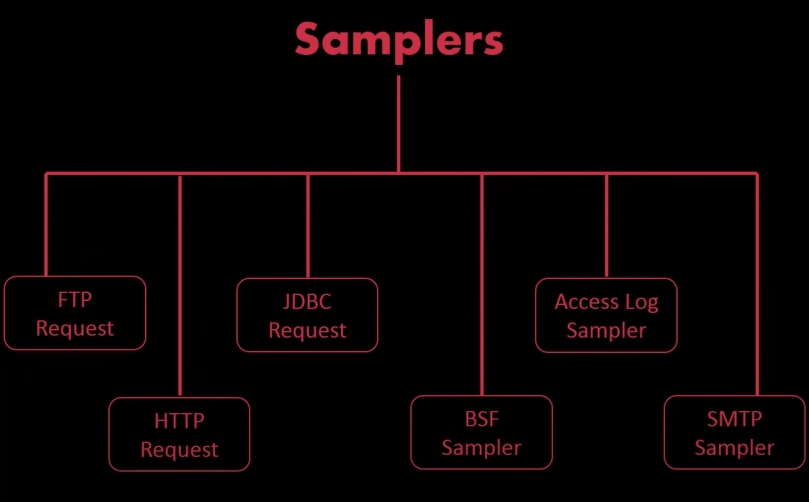 Samplers
FTP
Request
HTTP
Request
JDBC
Request
BSF
Sampler
Access Log
Sampler
SMTP
Sampler